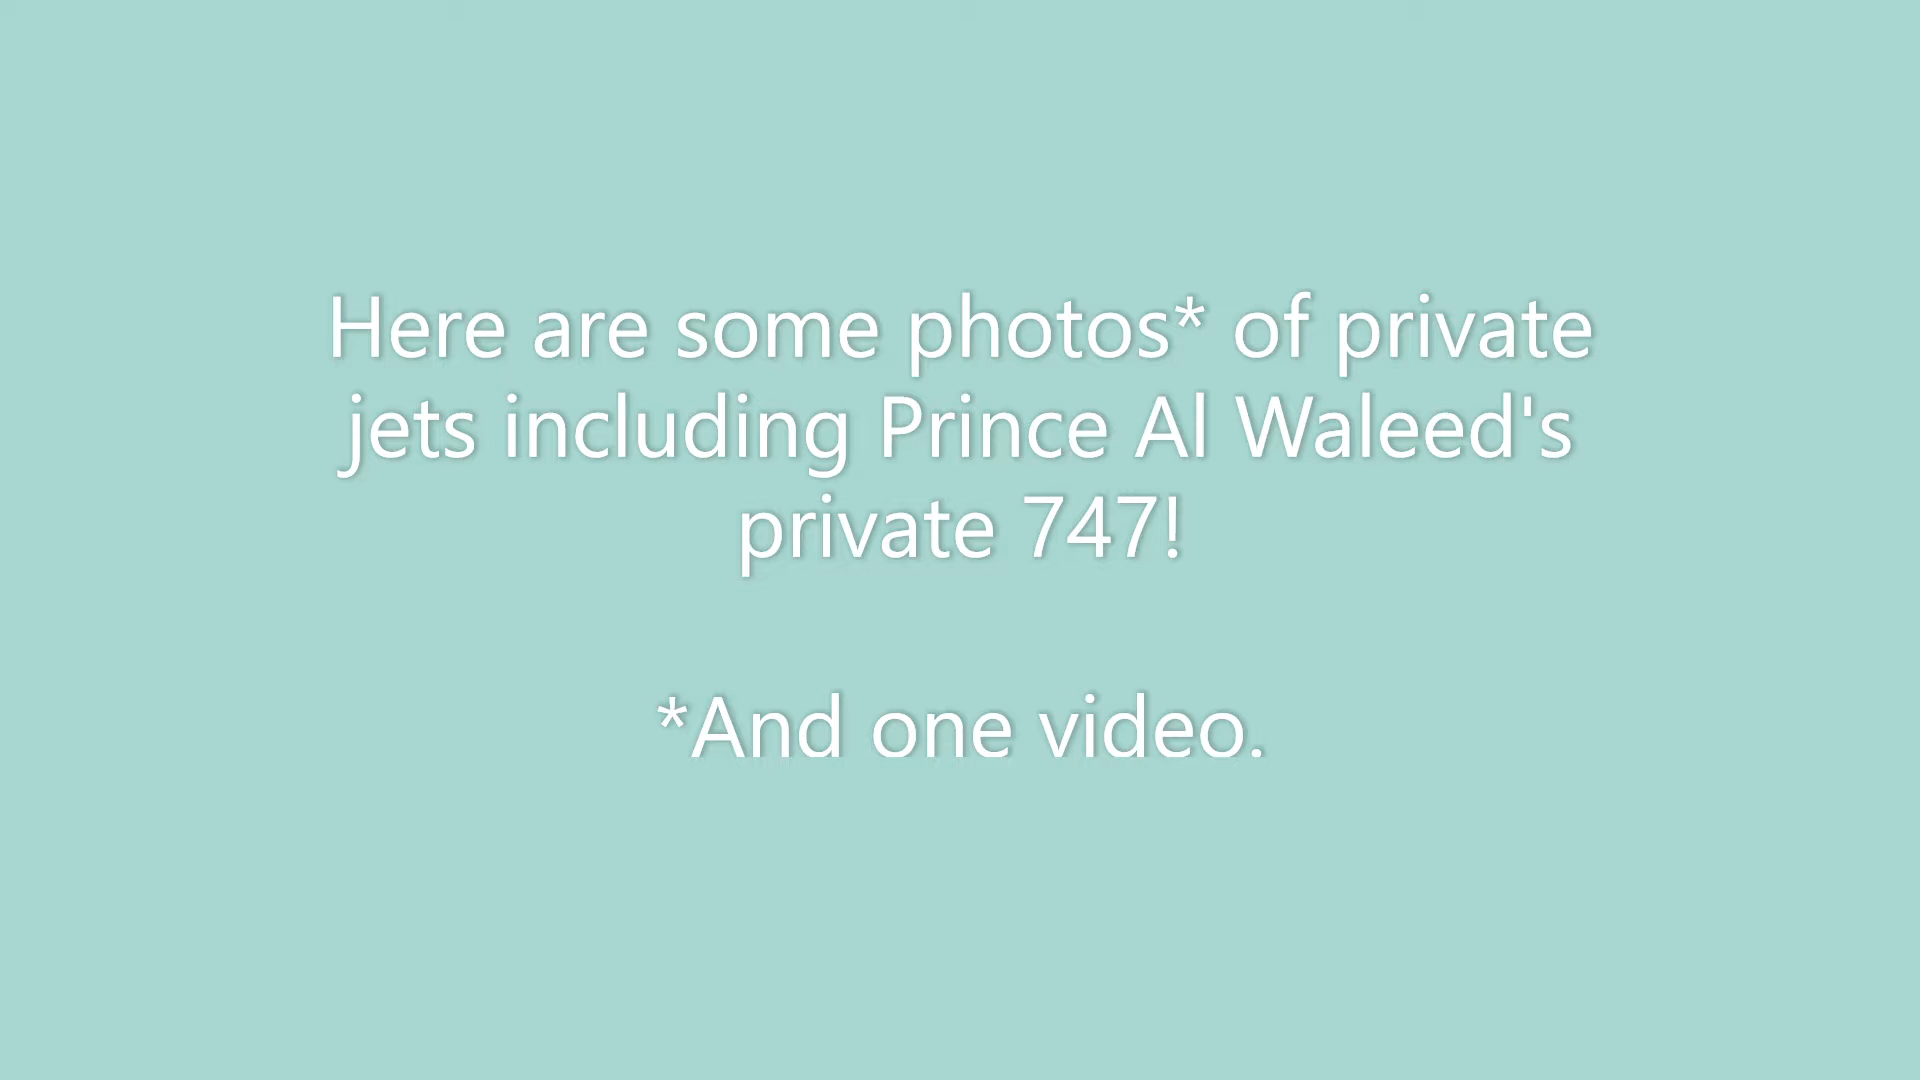 Here are some photos* of private
jets including Prince Al Waleed's
private 747!
*And one video.